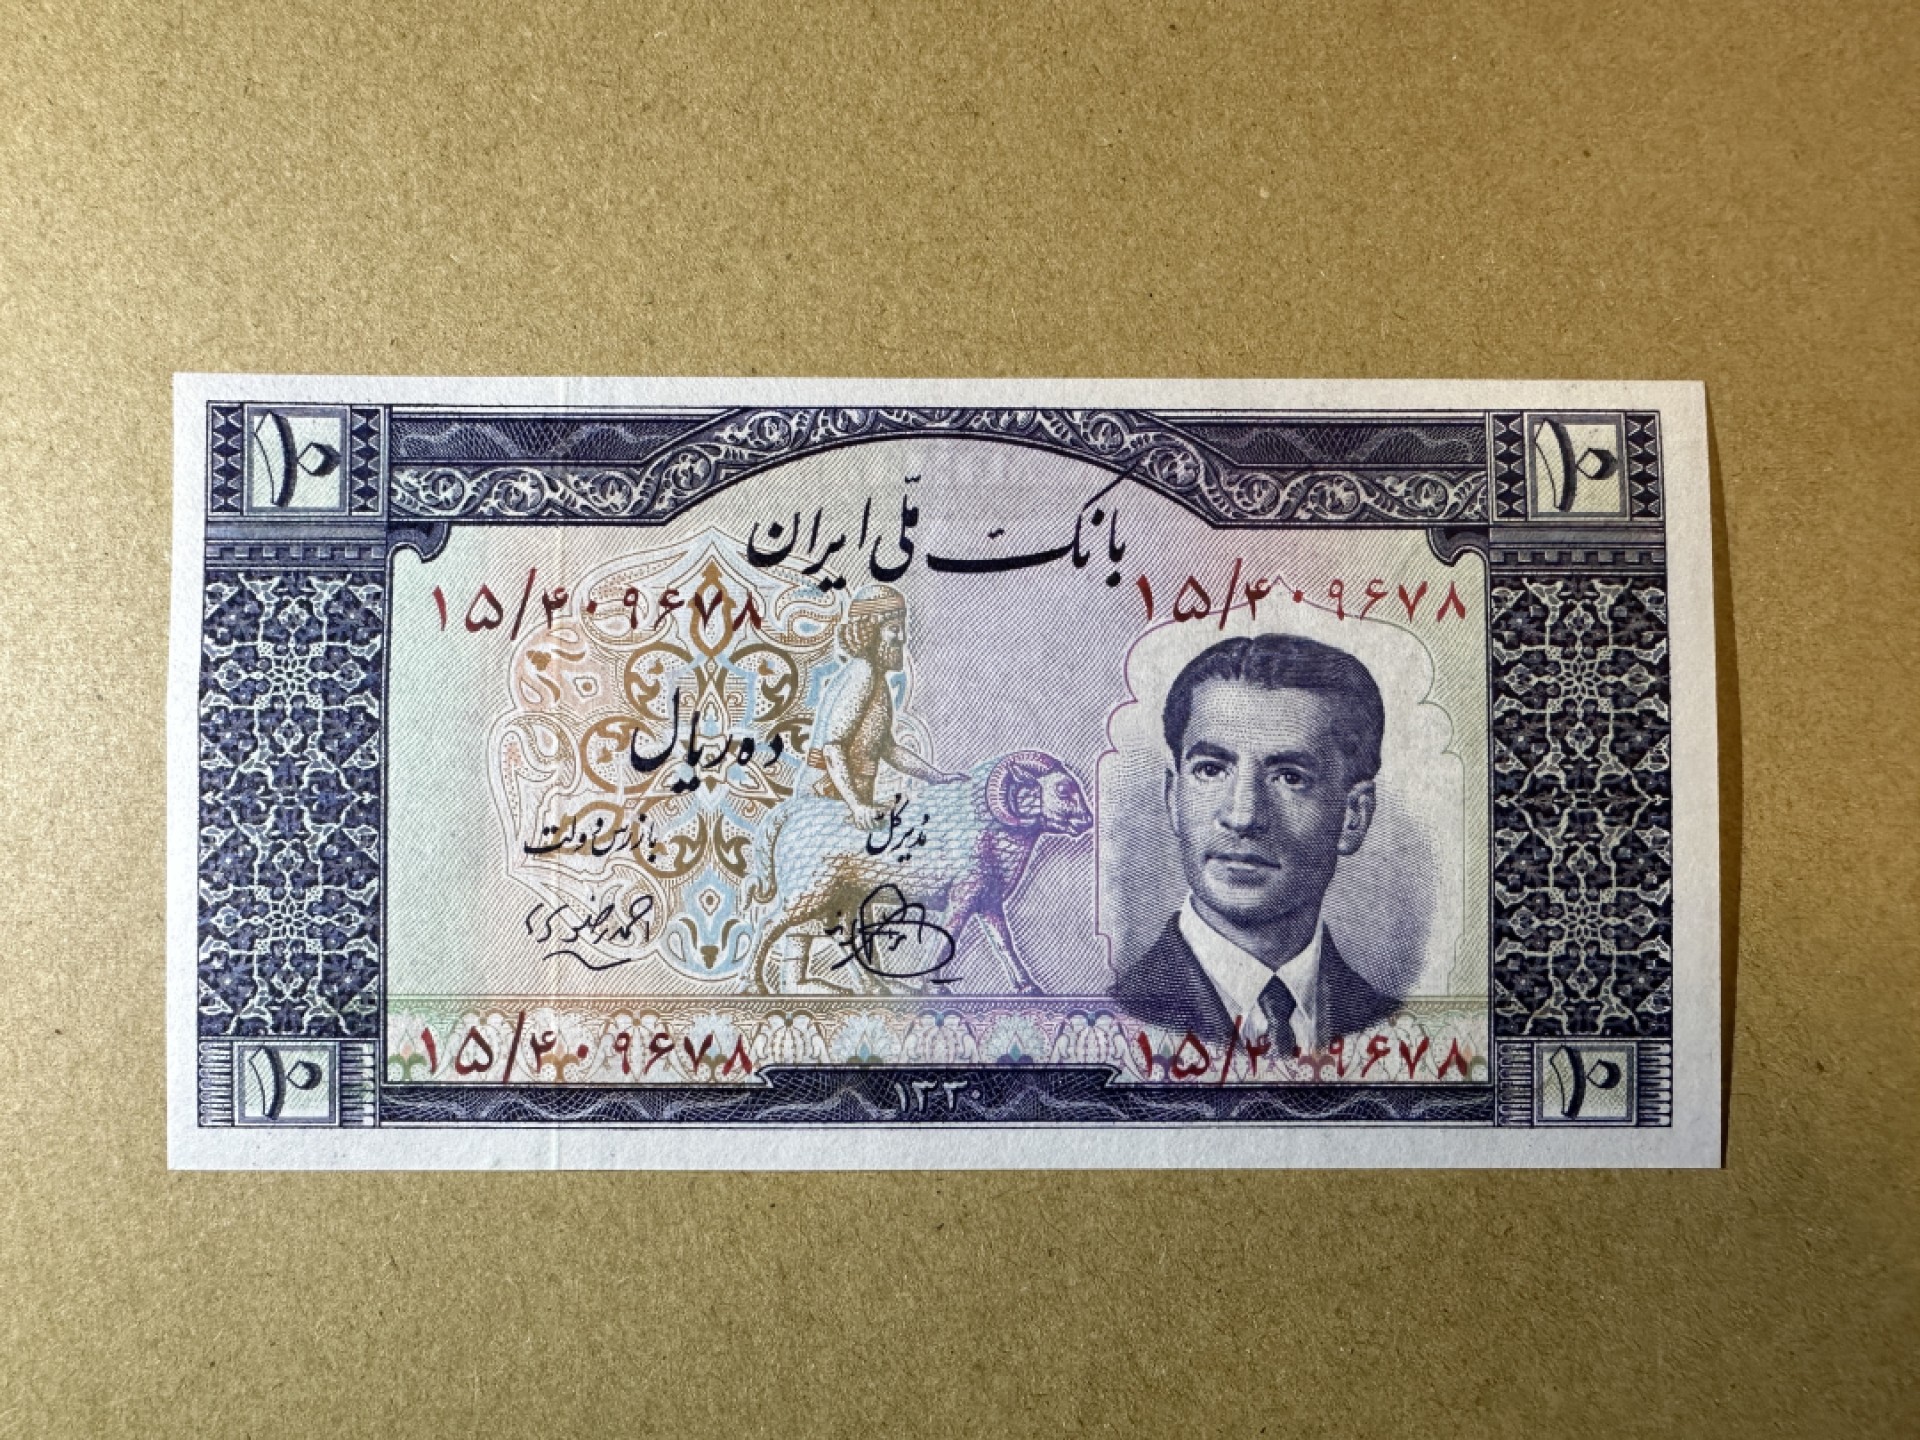 ۱۰ ۱۰
بانک ملّی ایران
۱۵/۴۰۹۶۷۸ ۱۵/۴۰۹۶۷۸
ده ریال
مدیر کل بازرس دولت
۱۵/۴۰۹۶۷۸ ۱۵/۴۰۹۶۷۸
۱۰ ۱۳۳۰ ۱۰